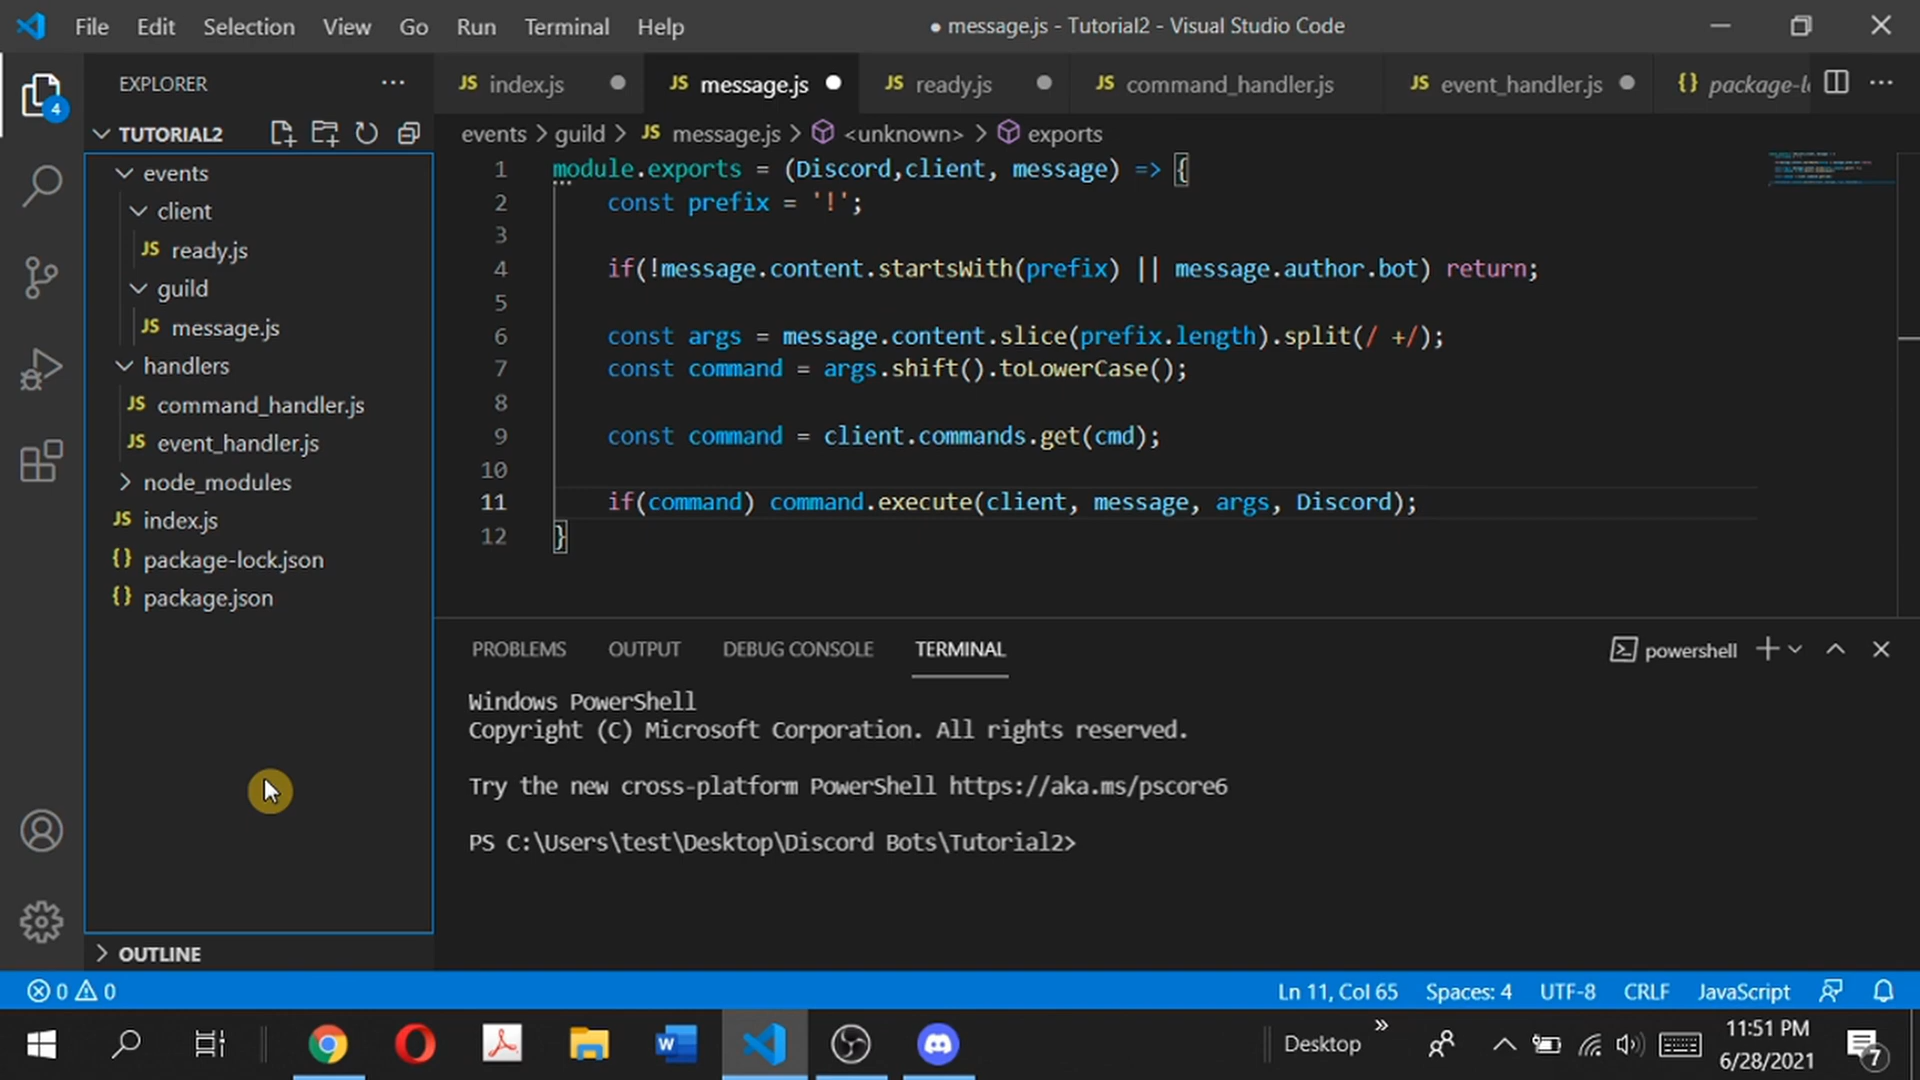 File Edit Selection View Go Run Terminal Help
● message.js - Tutorial2 - Visual Studio Code
EXPLORER
JS index.js
JS message.js
JS ready.js
JS command_handler.js
JS event_handler.js
{} package-l
4
TUTORIAL2
events > guild > JS message.js > <unknown> > exports
events
client
JS ready.js
guild
JS message.js
handlers
JS command_handler.js
JS event_handler.js
node_modules
JS index.js
{} package-lock.json
{} package.json
OUTLINE
1 module.exports = (Discord,client, message) => {
2 const prefix = '!';
3
4 if(!message.content.startsWith(prefix) || message.author.bot) return;
5
6 const args = message.content.slice(prefix.length).split(/ +/);
7 const command = args.shift().toLowerCase();
8
9 const command = client.commands.get(cmd);
10
11 if(command) command.execute(client, message, args, Discord);
12 }
PROBLEMS OUTPUT DEBUG CONSOLE TERMINAL
powershell
Windows PowerShell
Copyright (C) Microsoft Corporation. All rights reserved.
Try the new cross-platform PowerShell https://aka.ms/pscore6
PS C:\Users\test\Desktop\Discord Bots\Tutorial2>
0 0
Ln 11, Col 65 Spaces: 4 UTF-8 CRLF JavaScript
W
Desktop
11:51 PM
6/28/2021
7